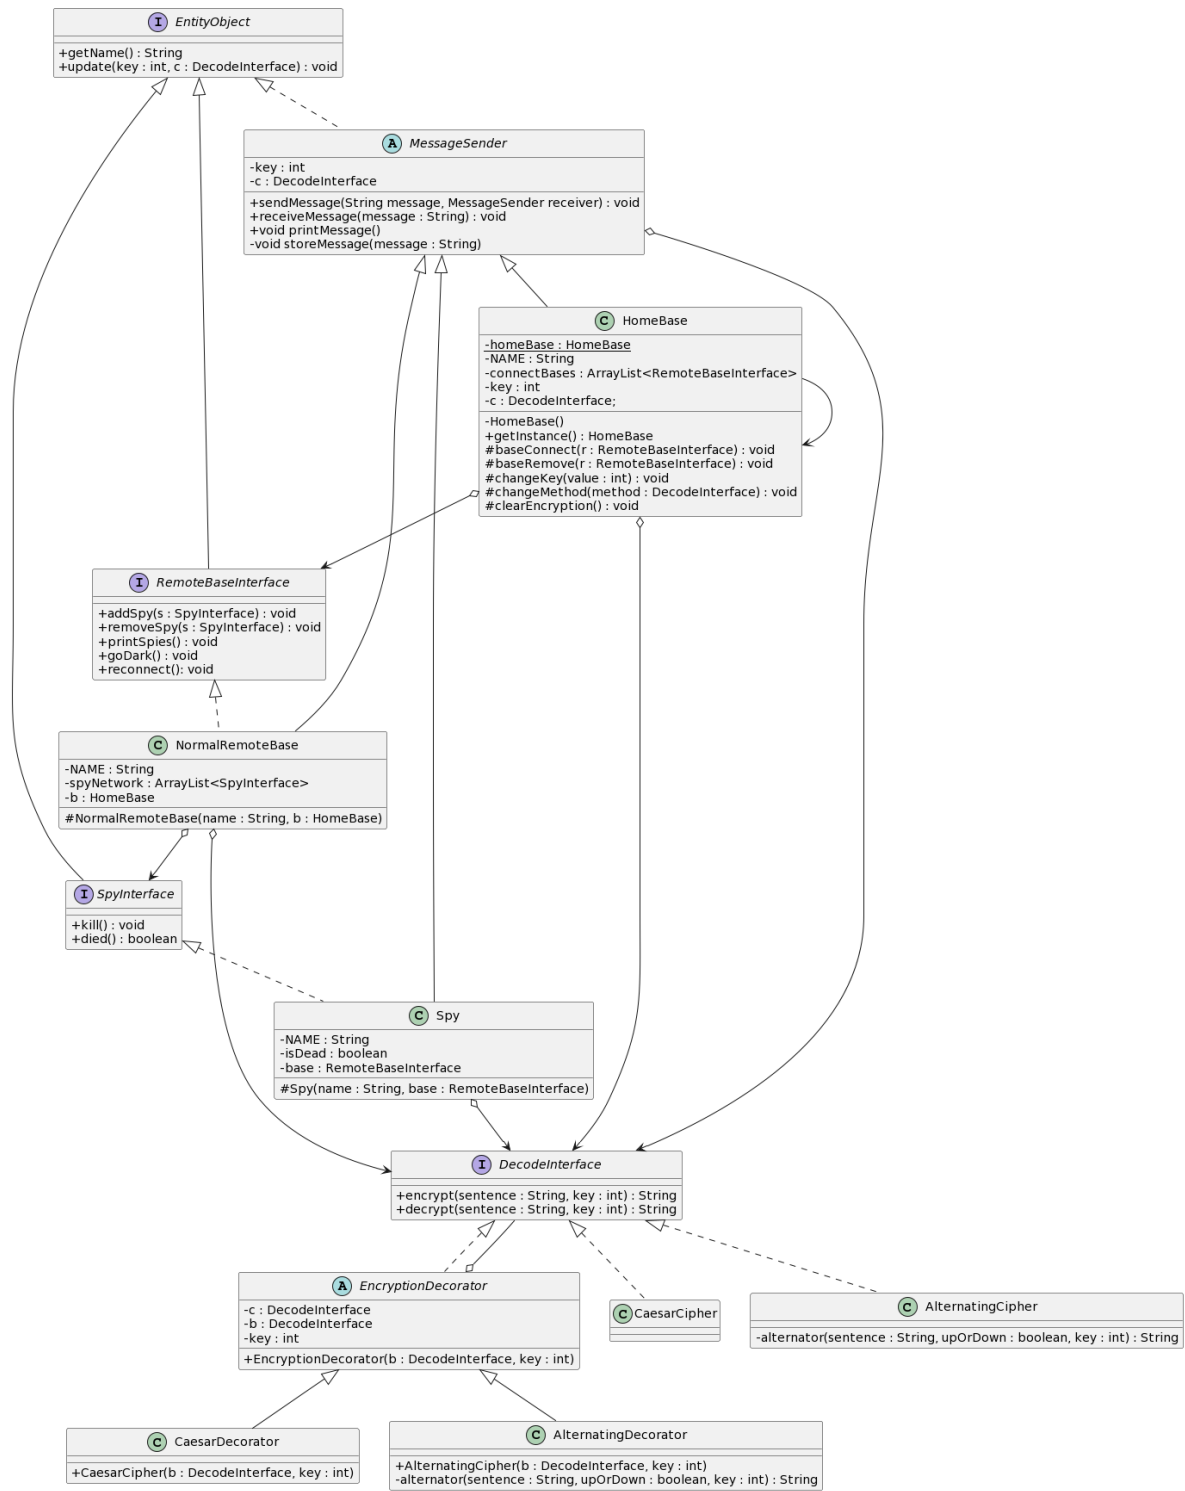 I EntityObject
+getName() : String
+update(key : int, c : DecodeInterface) : void
A MessageSender
-key : int
-c : DecodeInterface
+sendMessage(String message, MessageSender receiver) : void
+receiveMessage(message : String) : void
+void printMessage()
-void storeMessage(message : String)
C HomeBase
-homeBase : HomeBase
-NAME : String
-connectBases : ArrayList<RemoteBaseInterface>
-key : int
-c : DecodeInterface;
-HomeBase()
+getInstance() : HomeBase
#baseConnect(r : RemoteBaseInterface) : void
#baseRemove(r : RemoteBaseInterface) : void
#changeKey(value : int) : void
#changeMethod(method : DecodeInterface) : void
#clearEncryption() : void
I RemoteBaseInterface
+addSpy(s : SpyInterface) : void
+removeSpy(s : SpyInterface) : void
+printSpies() : void
+goDark() : void
+reconnect(): void
C NormalRemoteBase
-NAME : String
-spyNetwork : ArrayList<SpyInterface>
-b : HomeBase
#NormalRemoteBase(name : String, b : HomeBase)
I SpyInterface
+kill() : void
+died() : boolean
C Spy
-NAME : String
-isDead : boolean
-base : RemoteBaseInterface
#Spy(name : String, base : RemoteBaseInterface)
I DecodeInterface
+encrypt(sentence : String, key : int) : String
+decrypt(sentence : String, key : int) : String
A EncryptionDecorator
-c : DecodeInterface
-b : DecodeInterface
-key : int
+EncryptionDecorator(b : DecodeInterface, key : int)
C CaesarCipher
C AlternatingCipher
-alternator(sentence : String, upOrDown : boolean, key : int) : String
C CaesarDecorator
+CaesarCipher(b : DecodeInterface, key : int)
C AlternatingDecorator
+AlternatingCipher(b : DecodeInterface, key : int)
-alternator(sentence : String, upOrDown : boolean, key : int) : String